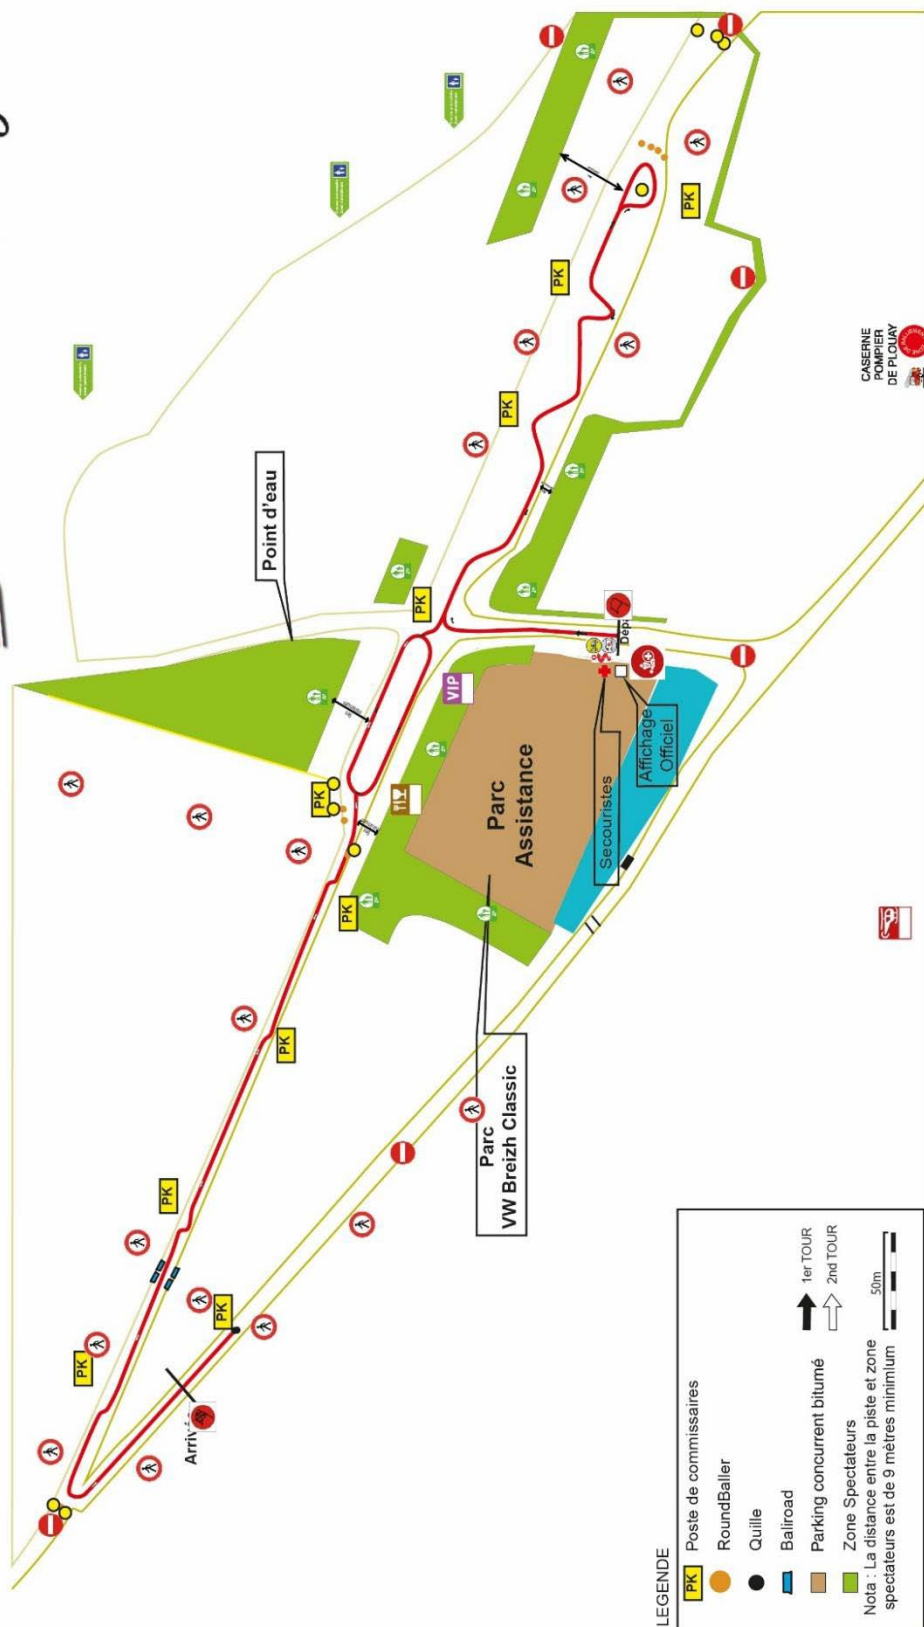 Point d'eau
CASERNE
POMPIER
DE PLOUAY
PK
PK
PK
PK
PK
PK
PK
PK
PK
PK
VIP
Parc
Assistance
Dépa
Secouristes
Affichage
Officiel
Parc
VW Breizh Classic
LEGENDE
PK Poste de commissaires
RoundBaller
Quille
Baliroad
Parking concurrent bitumé
Zone Spectateurs
1er TOUR
2nd TOUR
50m
Nota : La distance entre la piste et zone
spectateurs est de 9 mètres minimlum